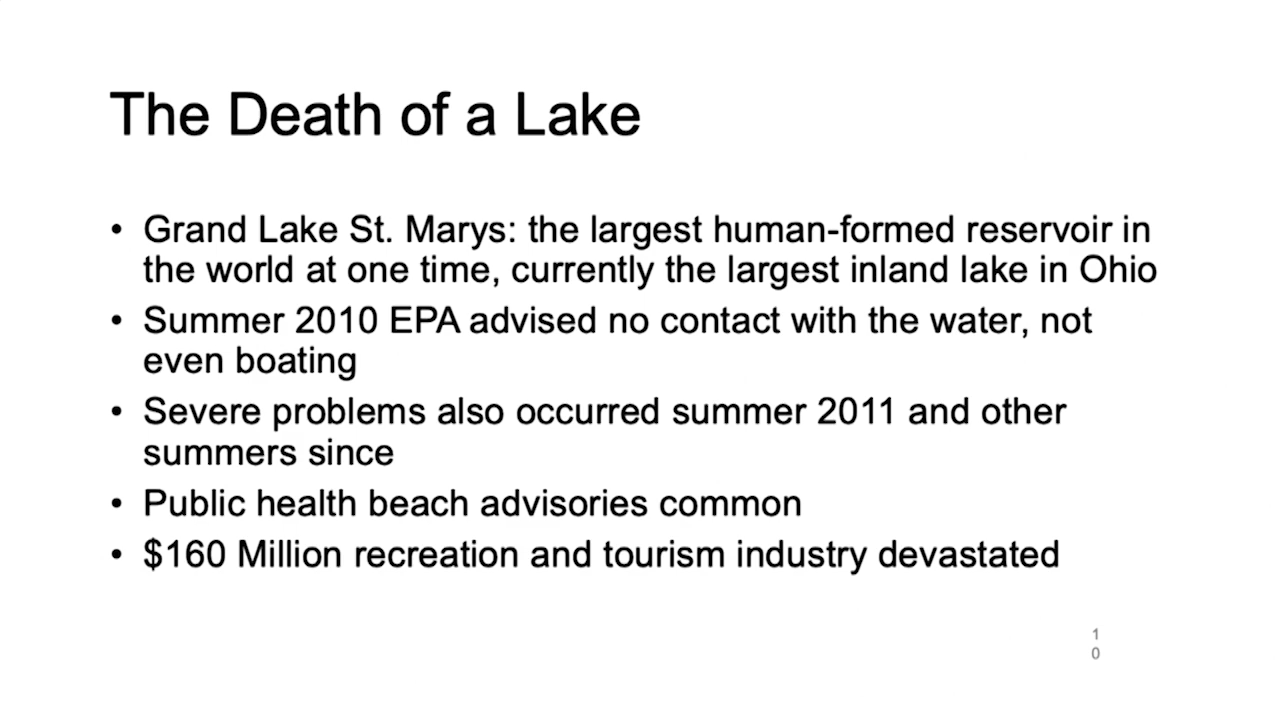 The Death of a Lake
• Grand Lake St. Marys: the largest human-formed reservoir in
the world at one time, currently the largest inland lake in Ohio
• Summer 2010 EPA advised no contact with the water, not
even boating
• Severe problems also occurred summer 2011 and other
summers since
• Public health beach advisories common
• $160 Million recreation and tourism industry devastated
1
0